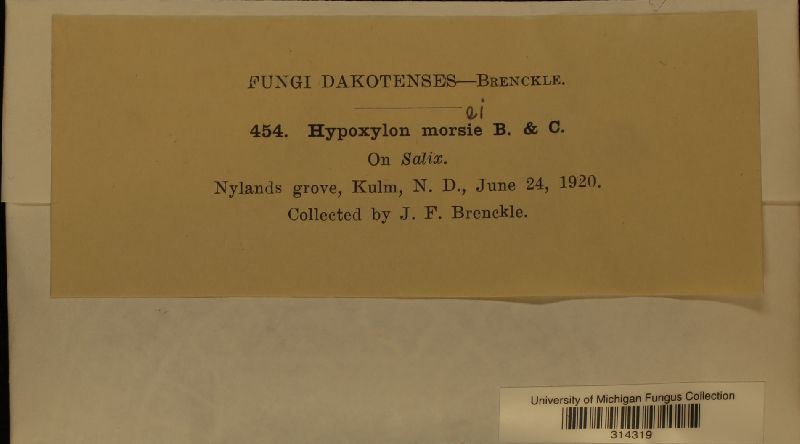 FUNGI DAKOTENSES—BRENCKLE.
ei
454. Hypoxylon morsie B. & C.
On Salix.
Nylands grove, Kulm, N. D., June 24, 1920.
Collected by J. F. Brenckle.
University of Michigan Fungus Collection
314319